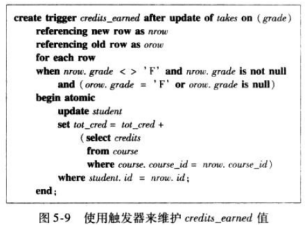 create trigger credits_earned after update of takes on (grade)
referencing new row as nrow
referencing old row as orow
for each row
when nrow. grade < > 'F' and nrow. grade is not null
and (orow. grade = 'F' or orow. grade is null)
begin atomic
update student
set tot_cred = tot_cred +
(select credits
from course
where course. course_id = nrow. course_id)
where student. id = nrow. id;
end;
图 5-9 使用触发器来维护 credits_earned 值